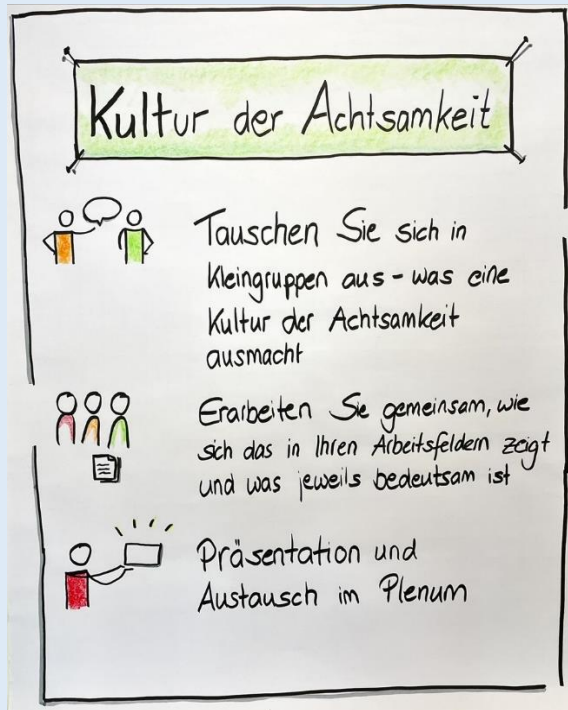 Kultur der Achtsamkeit
Tauschen Sie sich in
Kleingruppen aus - was eine
Kultur der Achtsamkeit
ausmacht
Erarbeiten Sie gemeinsam, wie
sich das in Ihren Arbeitsfeldern zeigt
und was jeweils bedeutsam ist
Präsentation und
Austausch im Plenum